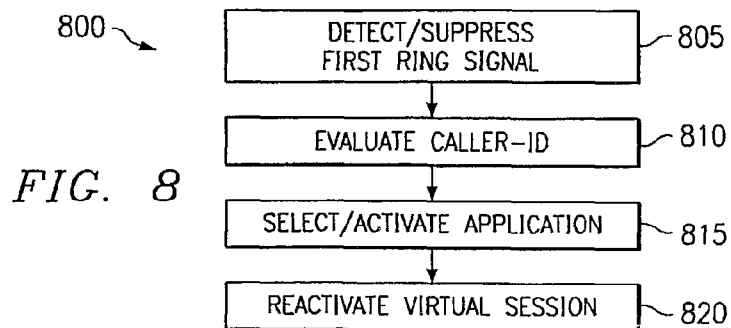 800
DETECT/SUPPRESS
FIRST RING SIGNAL
805
EVALUATE CALLER-ID
810
FIG. 8
SELECT/ACTIVATE APPLICATION
815
REACTIVATE VIRTUAL SESSION
820